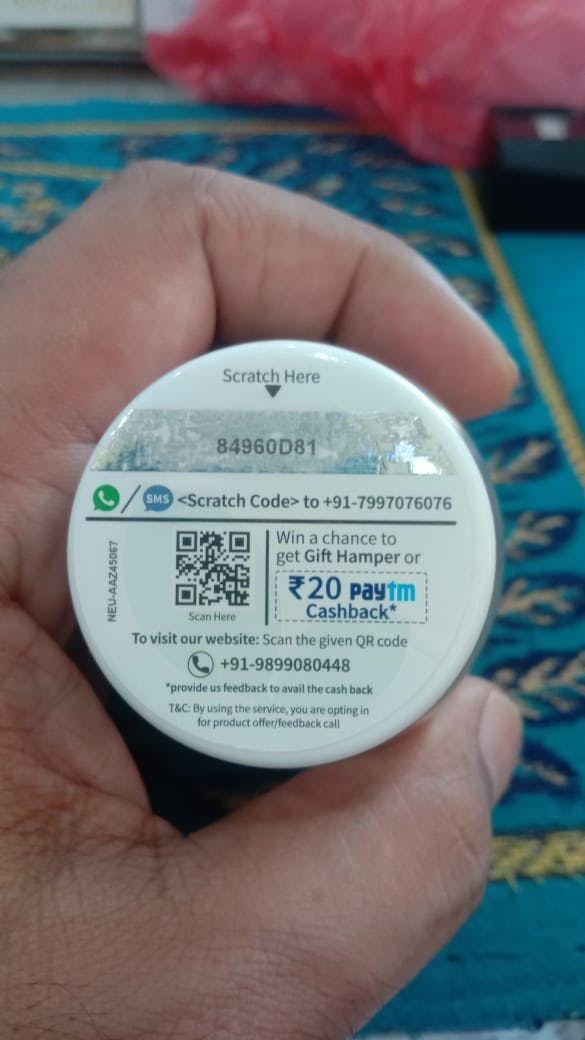 Scratch Here
84960D81
SMS <Scratch Code> to +91-7997076076
NEU-AAZ45067
Scan Here
Win a chance to
get Gift Hamper or
₹20 paytm
Cashback*
To visit our website: Scan the given QR code
+91-9899080448
*provide us feedback to avail the cash back
T&C: By using the service, you are opting in
for product offer/feedback call